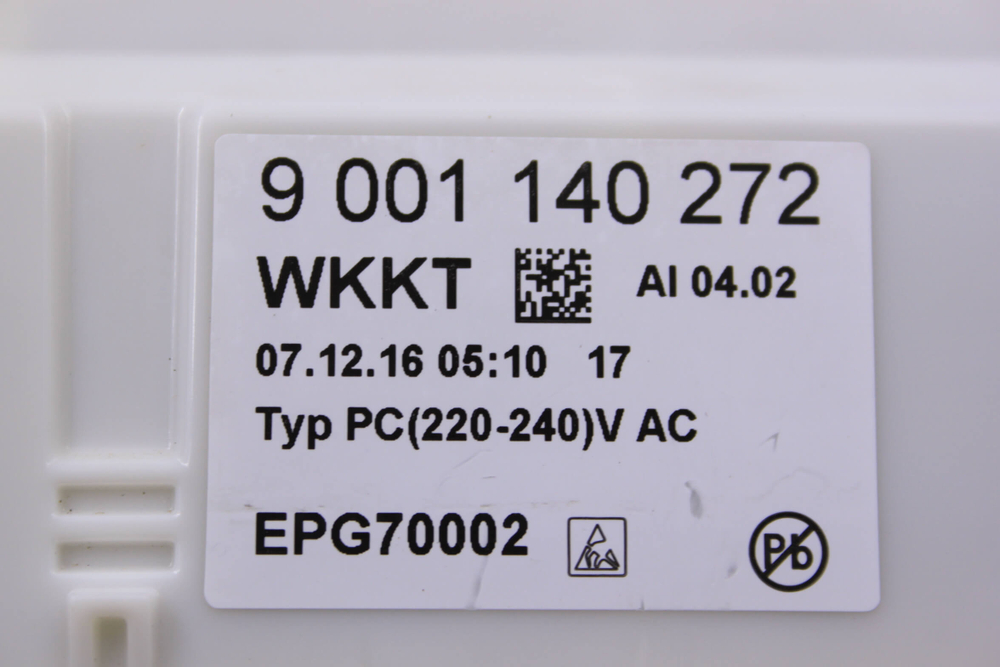 9 001 140 272
WKKT AI 04.02
07.12.16 05:10 17
Typ PC(220-240)V AC
EPG70002 Pb